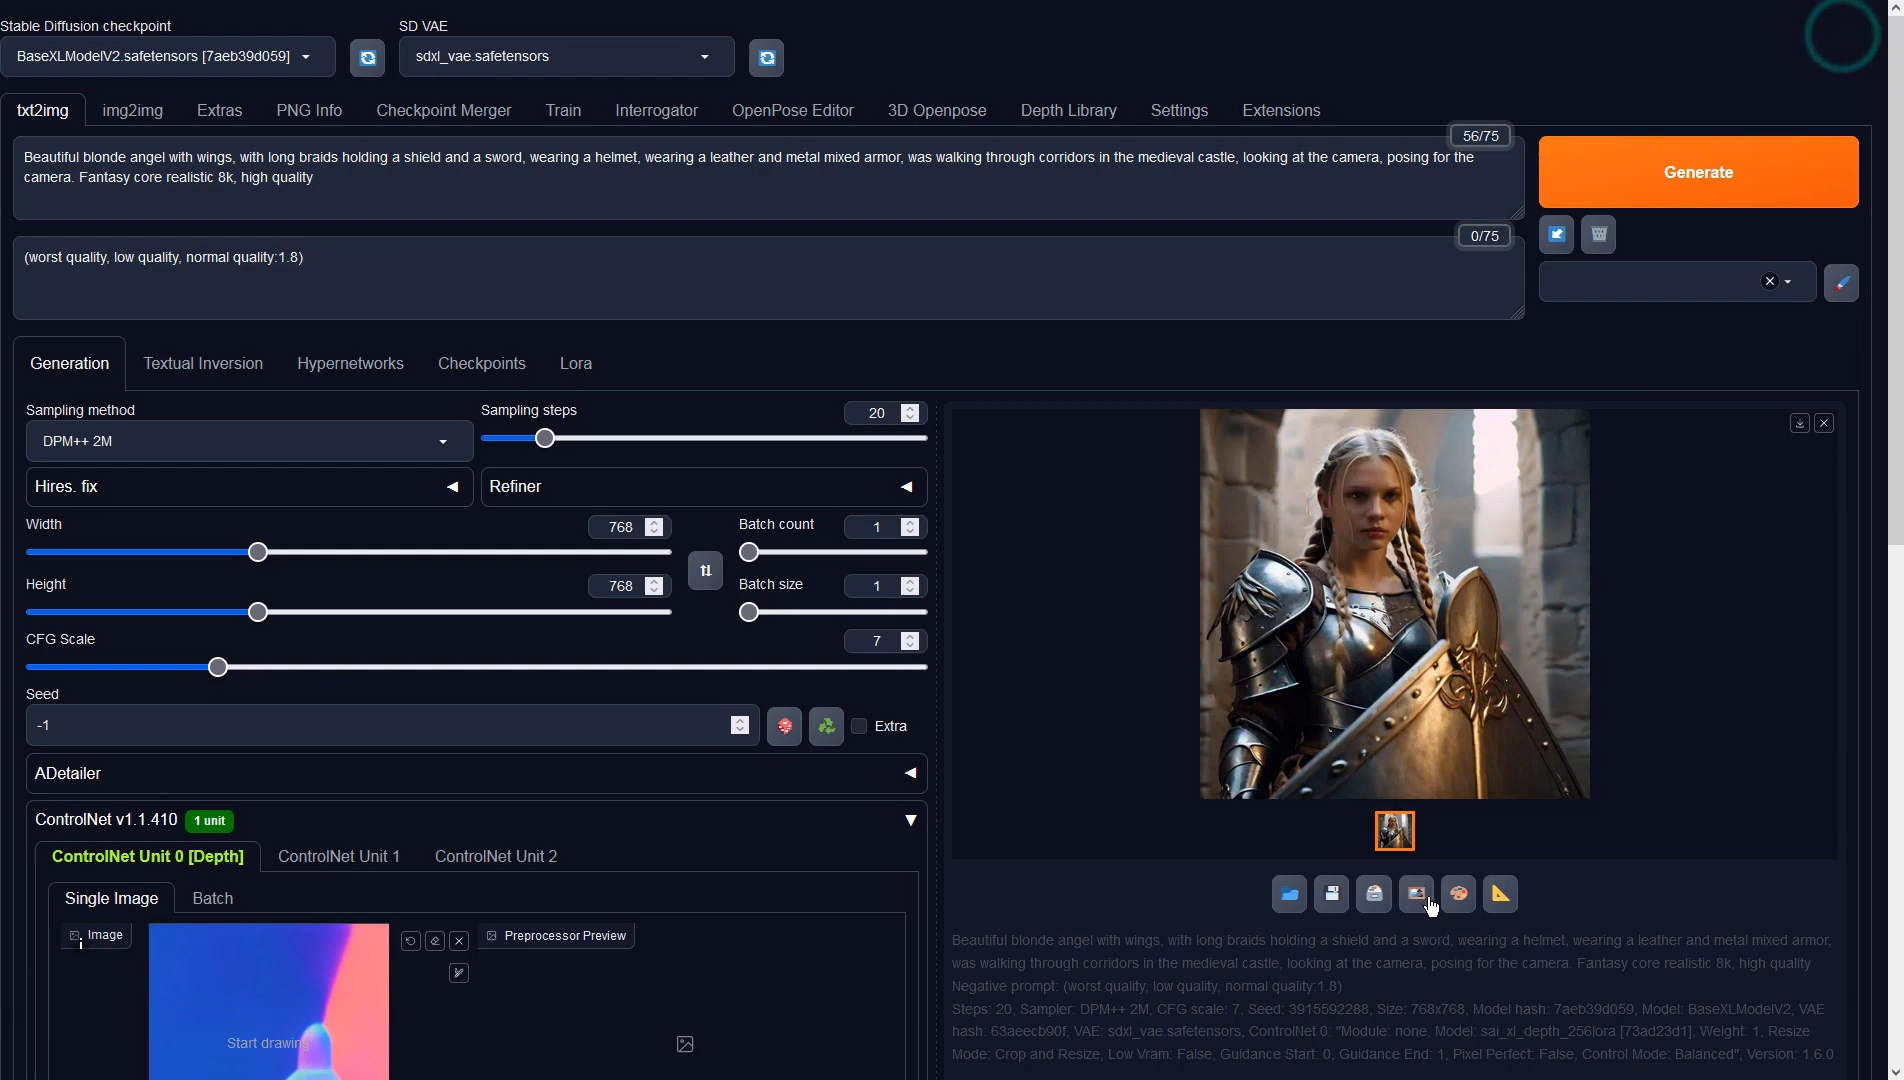 Stable Diffusion checkpoint
SD VAE
BaseXLModelV2.safetensors [7aeb39d059]
sdxl_vae.safetensors
txt2img
img2img
Extras
PNG Info
Checkpoint Merger
Train
Interrogator
OpenPose Editor
3D Openpose
Depth Library
Settings
Extensions
56/75
Beautiful blonde angel with wings, with long braids holding a shield and a sword, wearing a helmet, wearing a leather and metal mixed armor, was walking through corridors in the medieval castle, looking at the camera, posing for the
camera. Fantasy core realistic 8k, high quality
Generate
0/75
(worst quality, low quality, normal quality:1.8)
Generation
Textual Inversion
Hypernetworks
Checkpoints
Lora
Sampling method
Sampling steps
20
DPM++ 2M
Hires. fix
Refiner
Width
768
Batch count
1
Height
768
Batch size
1
CFG Scale
7
Seed
-1
Extra
ADetailer
ControlNet v1.1.410
1 unit
ControlNet Unit 0 [Depth]
ControlNet Unit 1
ControlNet Unit 2
Single Image
Batch
Image
Preprocessor Preview
Start drawing
Beautiful blonde angel with wings, with long braids holding a shield and a sword, wearing a helmet, wearing a leather and metal mixed armor,
was walking through corridors in the medieval castle, looking at the camera, posing for the camera. Fantasy core realistic 8k, high quality
Negative prompt: (worst quality, low quality, normal quality:1.8)
Steps: 20, Sampler: DPM++ 2M, CFG scale: 7, Seed: 3915592288, Size: 768x768, Model hash: 7aeb39d059, Model: BaseXLModelV2, VAE
hash: 63aeecb90f, VAE: sdxl_vae.safetensors, ControlNet 0: "Module: none, Model: sai_xl_depth_256lora [73ad23d1], Weight: 1, Resize
Mode: Crop and Resize, Low Vram: False, Guidance Start: 0, Guidance End: 1, Pixel Perfect: False, Control Mode: Balanced", Version: 1.6.0